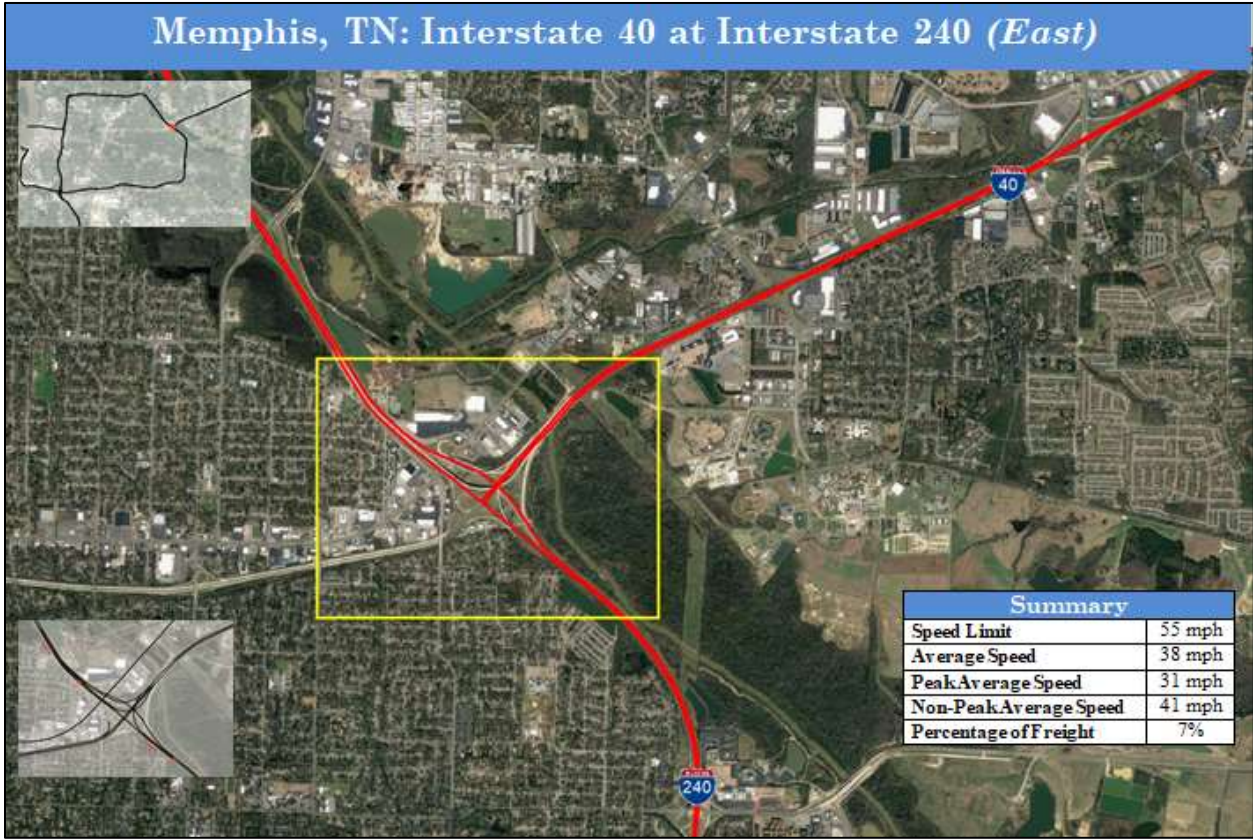 Memphis, TN: Interstate 40 at Interstate 240 (East)
40
Summary
Speed Limit 55 mph
Average Speed 38 mph
Peak Average Speed 31 mph
Non-Peak Average Speed 41 mph
Percentage of Freight 7%
240